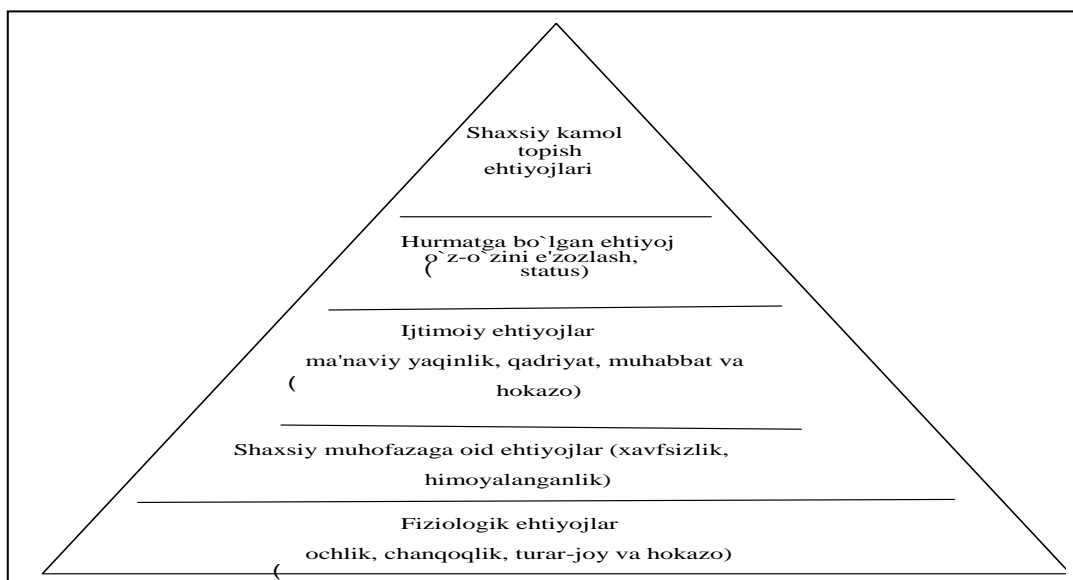 Shaxsiy kamol
topish
ehtiyojlari
Hurmatga bo`lgan ehtiyoj
(o`z-o`zini e'zozlash,
status)
Ijtimoiy ehtiyojlar
(ma'naviy yaqinlik, qadriyat, muhabbat va
hokazo)
Shaxsiy muhofazaga oid ehtiyojlar (xavfsizlik,
himoyalanganlik)
Fiziologik ehtiyojlar
(ochlik, chanqoqlik, turar-joy va hokazo)